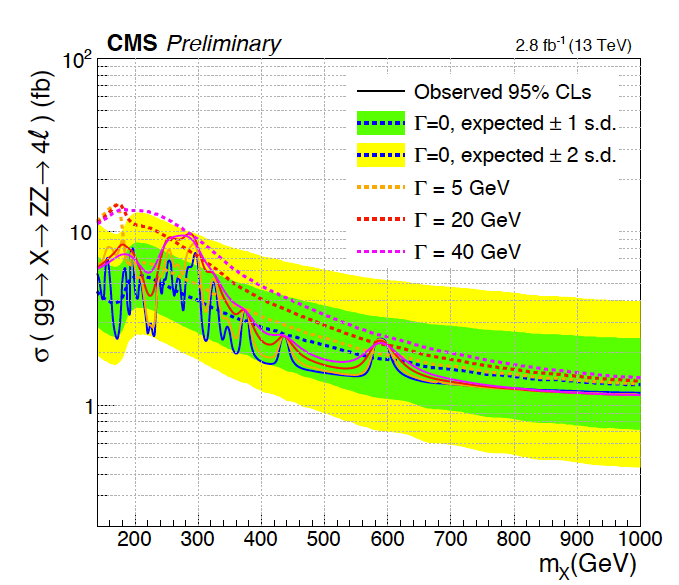 CMS Preliminary 2.8 fb⁻¹ (13 TeV)
σ ( gg→ X→ ZZ→ 4ℓ ) (fb)
10²
10
1
Observed 95% CLs
Γ=0, expected ± 1 s.d.
Γ=0, expected ± 2 s.d.
Γ = 5 GeV
Γ = 20 GeV
Γ = 40 GeV
200 300 400 500 600 700 800 900 1000
m_X(GeV)